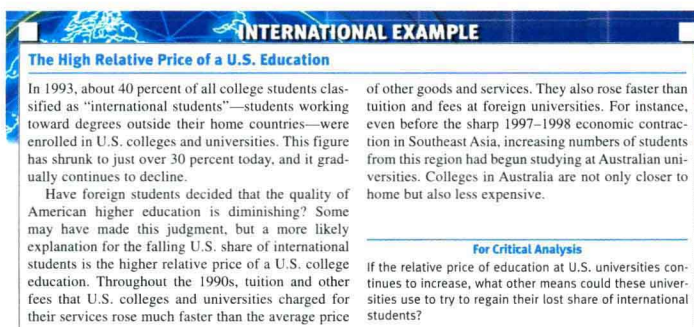 INTERNATIONAL EXAMPLE
The High Relative Price of a U.S. Education
In 1993, about 40 percent of all college students clas-
sified as “international students”—students working
toward degrees outside their home countries—were
enrolled in U.S. colleges and universities. This figure
has shrunk to just over 30 percent today, and it grad-
ually continues to decline.
Have foreign students decided that the quality of
American higher education is diminishing? Some
may have made this judgment, but a more likely
explanation for the falling U.S. share of international
students is the higher relative price of a U.S. college
education. Throughout the 1990s, tuition and other
fees that U.S. colleges and universities charged for
their services rose much faster than the average price
of other goods and services. They also rose faster than
tuition and fees at foreign universities. For instance,
even before the sharp 1997–1998 economic contrac-
tion in Southeast Asia, increasing numbers of students
from this region had begun studying at Australian uni-
versities. Colleges in Australia are not only closer to
home but also less expensive.
For Critical Analysis
If the relative price of education at U.S. universities con-
tinues to increase, what other means could these univer-
sities use to try to regain their lost share of international
students?